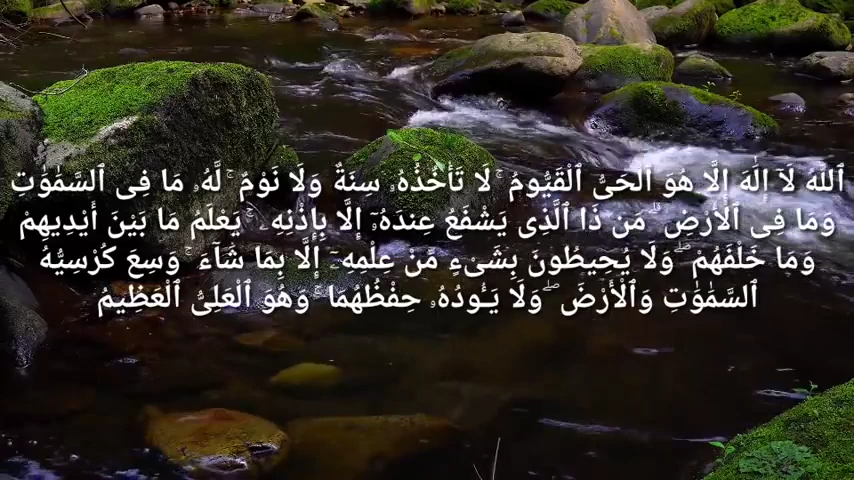 ٱللَّهُ لَآ إِلَٰهَ إِلَّا هُوَ ٱلْحَىُّ ٱلْقَيُّومُ ۚ لَا تَأْخُذُهُۥ سِنَةٌ وَلَا نَوْمٌ ۚ لَّهُۥ مَا فِى ٱلسَّمَٰوَٰتِ
وَمَا فِى ٱلْأَرْضِ ۗ مَن ذَا ٱلَّذِى يَشْفَعُ عِندَهُۥٓ إِلَّا بِإِذْنِهِۦ ۚ يَعْلَمُ مَا بَيْنَ أَيْدِيهِمْ
وَمَا خَلْفَهُمْ ۖ وَلَا يُحِيطُونَ بِشَىْءٍ مِّنْ عِلْمِهِۦٓ إِلَّا بِمَا شَآءَ ۚ وَسِعَ كُرْسِيُّهُ
ٱلسَّمَٰوَٰتِ وَٱلْأَرْضَ ۖ وَلَا يَـُٔودُهُۥ حِفْظُهُمَا ۚ وَهُوَ ٱلْعَلِىُّ ٱلْعَظِيمُ